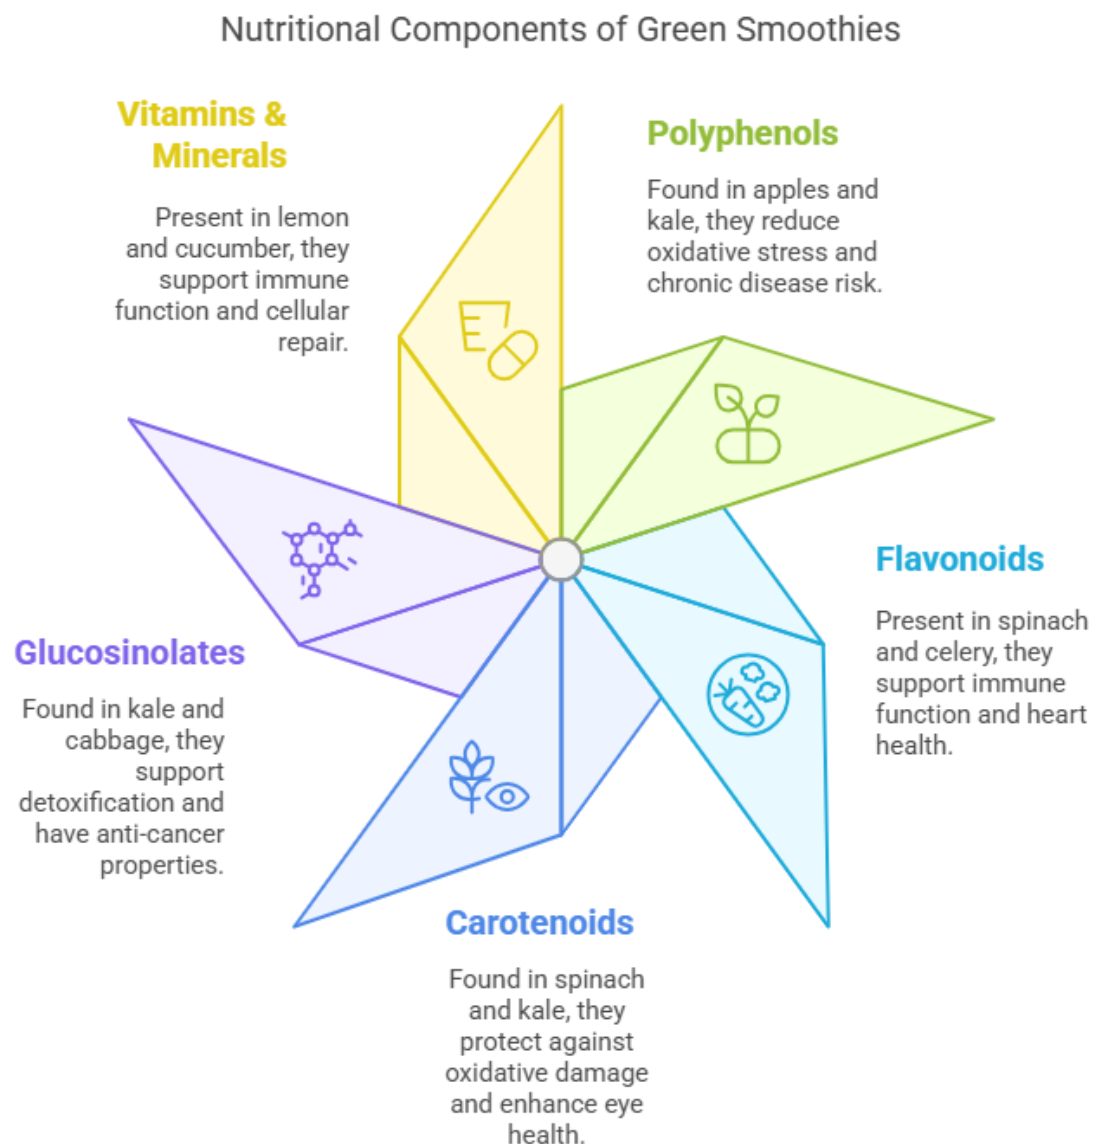 Nutritional Components of Green Smoothies
Vitamins &
Minerals
Present in lemon
and cucumber, they
support immune
function and cellular
repair.
Polyphenols
Found in apples and
kale, they reduce
oxidative stress and
chronic disease risk.
Flavonoids
Present in spinach
and celery, they
support immune
function and heart
health.
Glucosinolates
Found in kale and
cabbage, they
support
detoxification and
have anti-cancer
properties.
Carotenoids
Found in spinach
and kale, they
protect against
oxidative damage
and enhance eye
health.